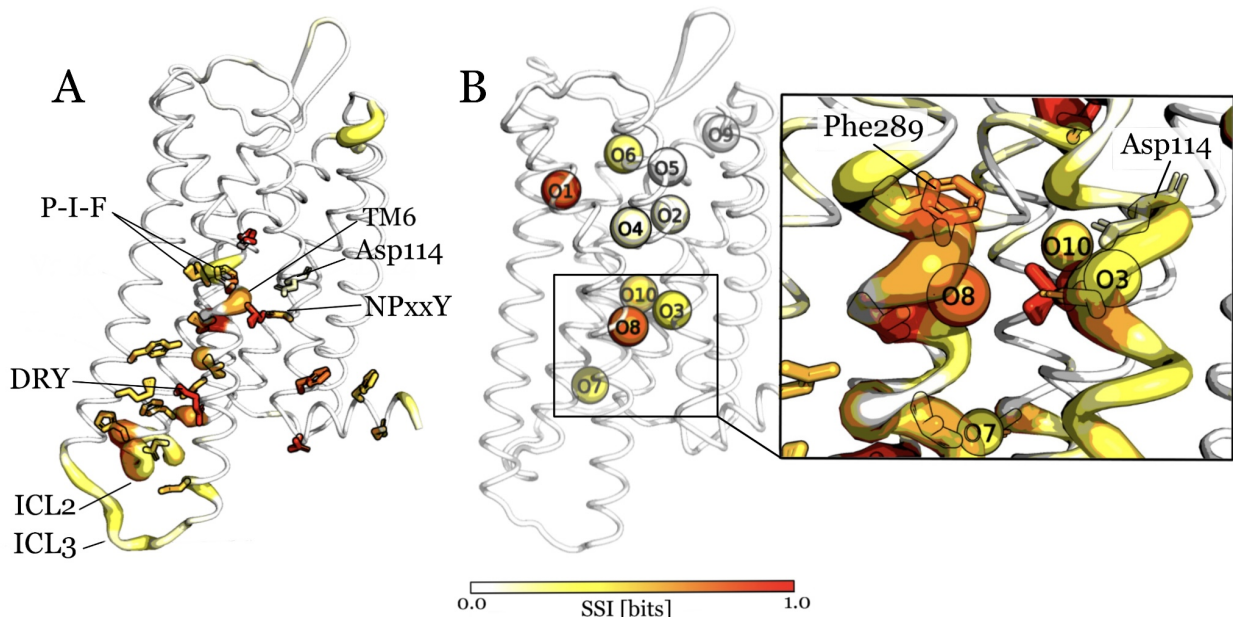 A
P-I-F
TM6
Asp114
NPxxY
DRY
ICL2
ICL3
B
O9
O6
O5
O1
O2
O4
O10
O3
O8
O7
Phe289
Asp114
O10
O3
O8
O7
0.0
SSI [bits]
1.0